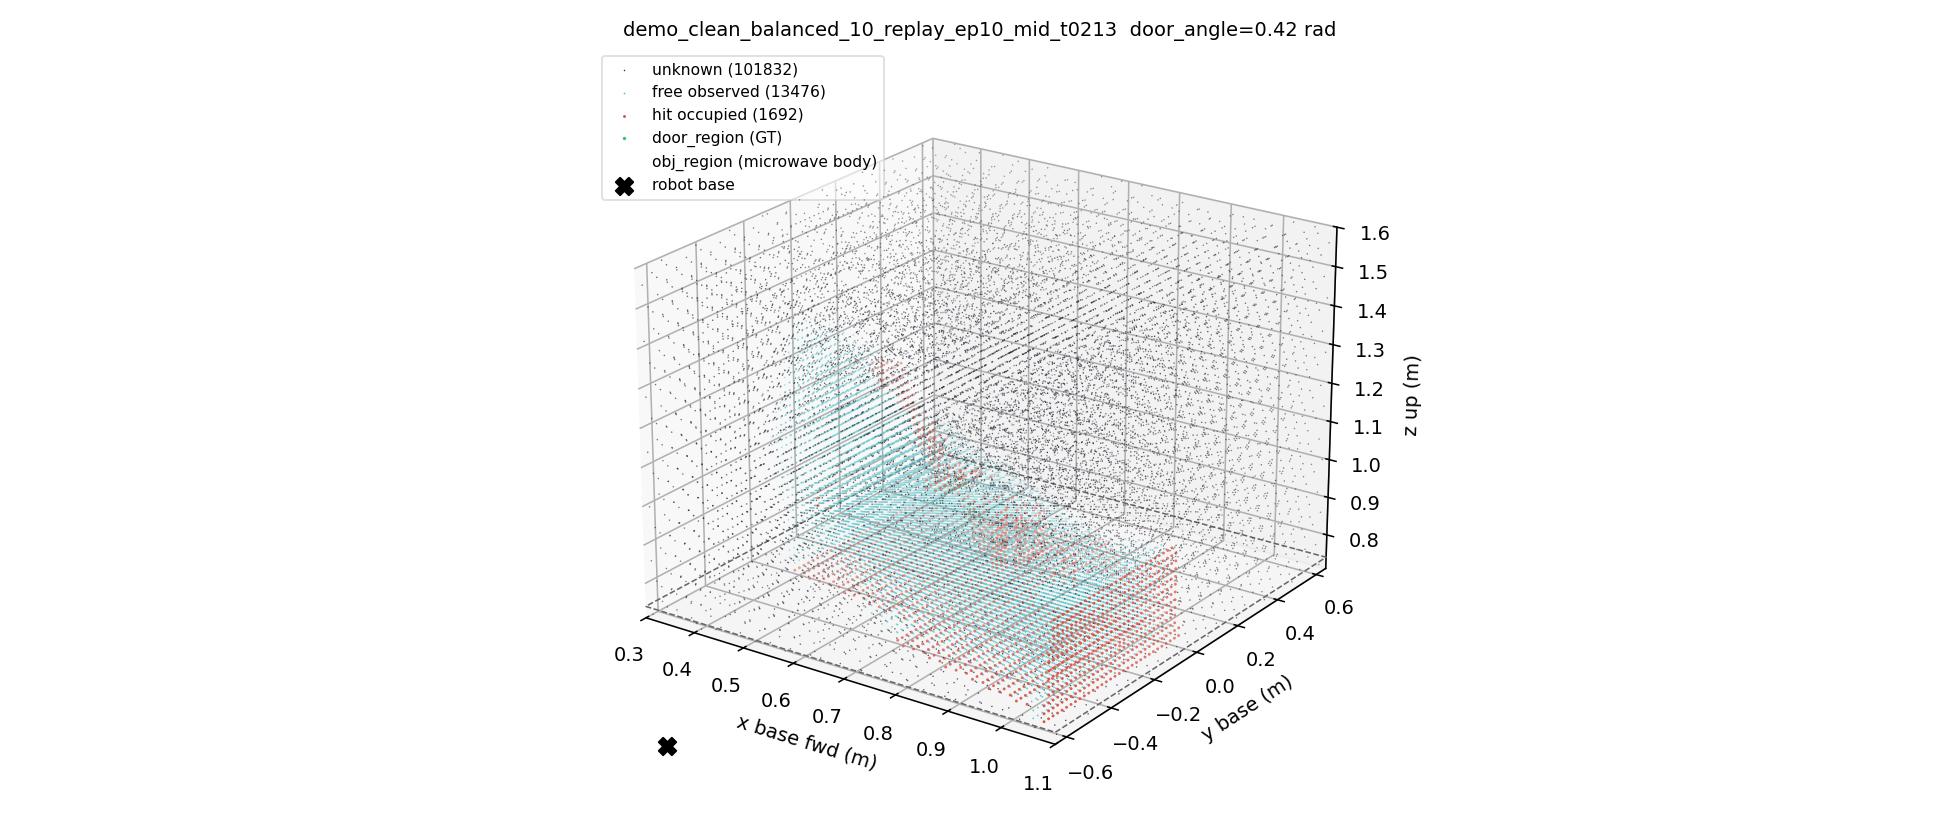 demo_clean_balanced_10_replay_ep10_mid_t0213  door_angle=0.42 rad
unknown (101832)
free observed (13476)
hit occupied (1692)
door_region (GT)
obj_region (microwave body)
robot base
1.6
1.5
1.4
1.3
1.2
1.1
1.0
0.9
0.8
z up (m)
0.3
0.4
0.5
0.6
0.7
0.8
0.9
1.0
1.1
x base fwd (m)
−0.6
−0.4
−0.2
0.0
0.2
0.4
0.6
y base (m)